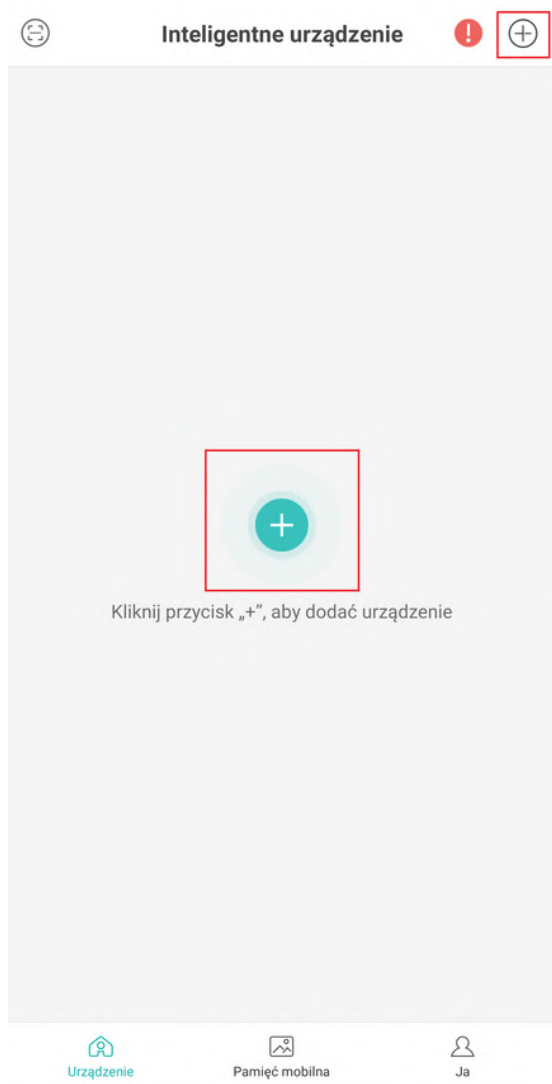 Inteligentne urządzenie
Kliknij przycisk „+”, aby dodać urządzenie
Urządzenie
Pamięć mobilna
Ja